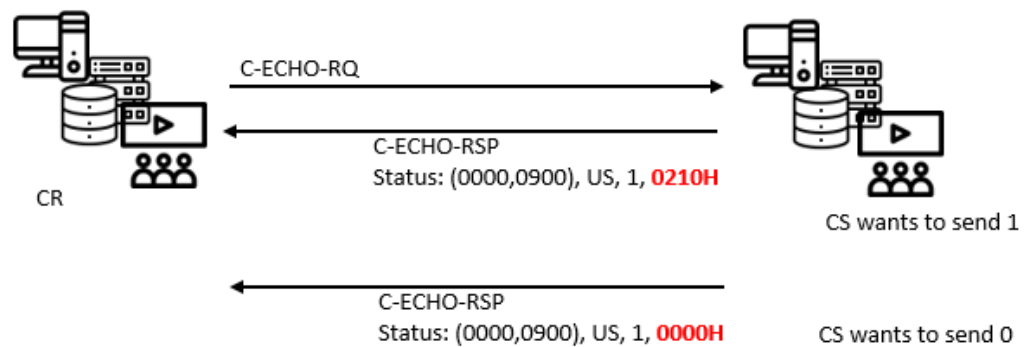 C-ECHO-RQ
C-ECHO-RSP
Status: (0000,0900), US, 1, 0210H
CR
CS wants to send 1
C-ECHO-RSP
Status: (0000,0900), US, 1, 0000H
CS wants to send 0